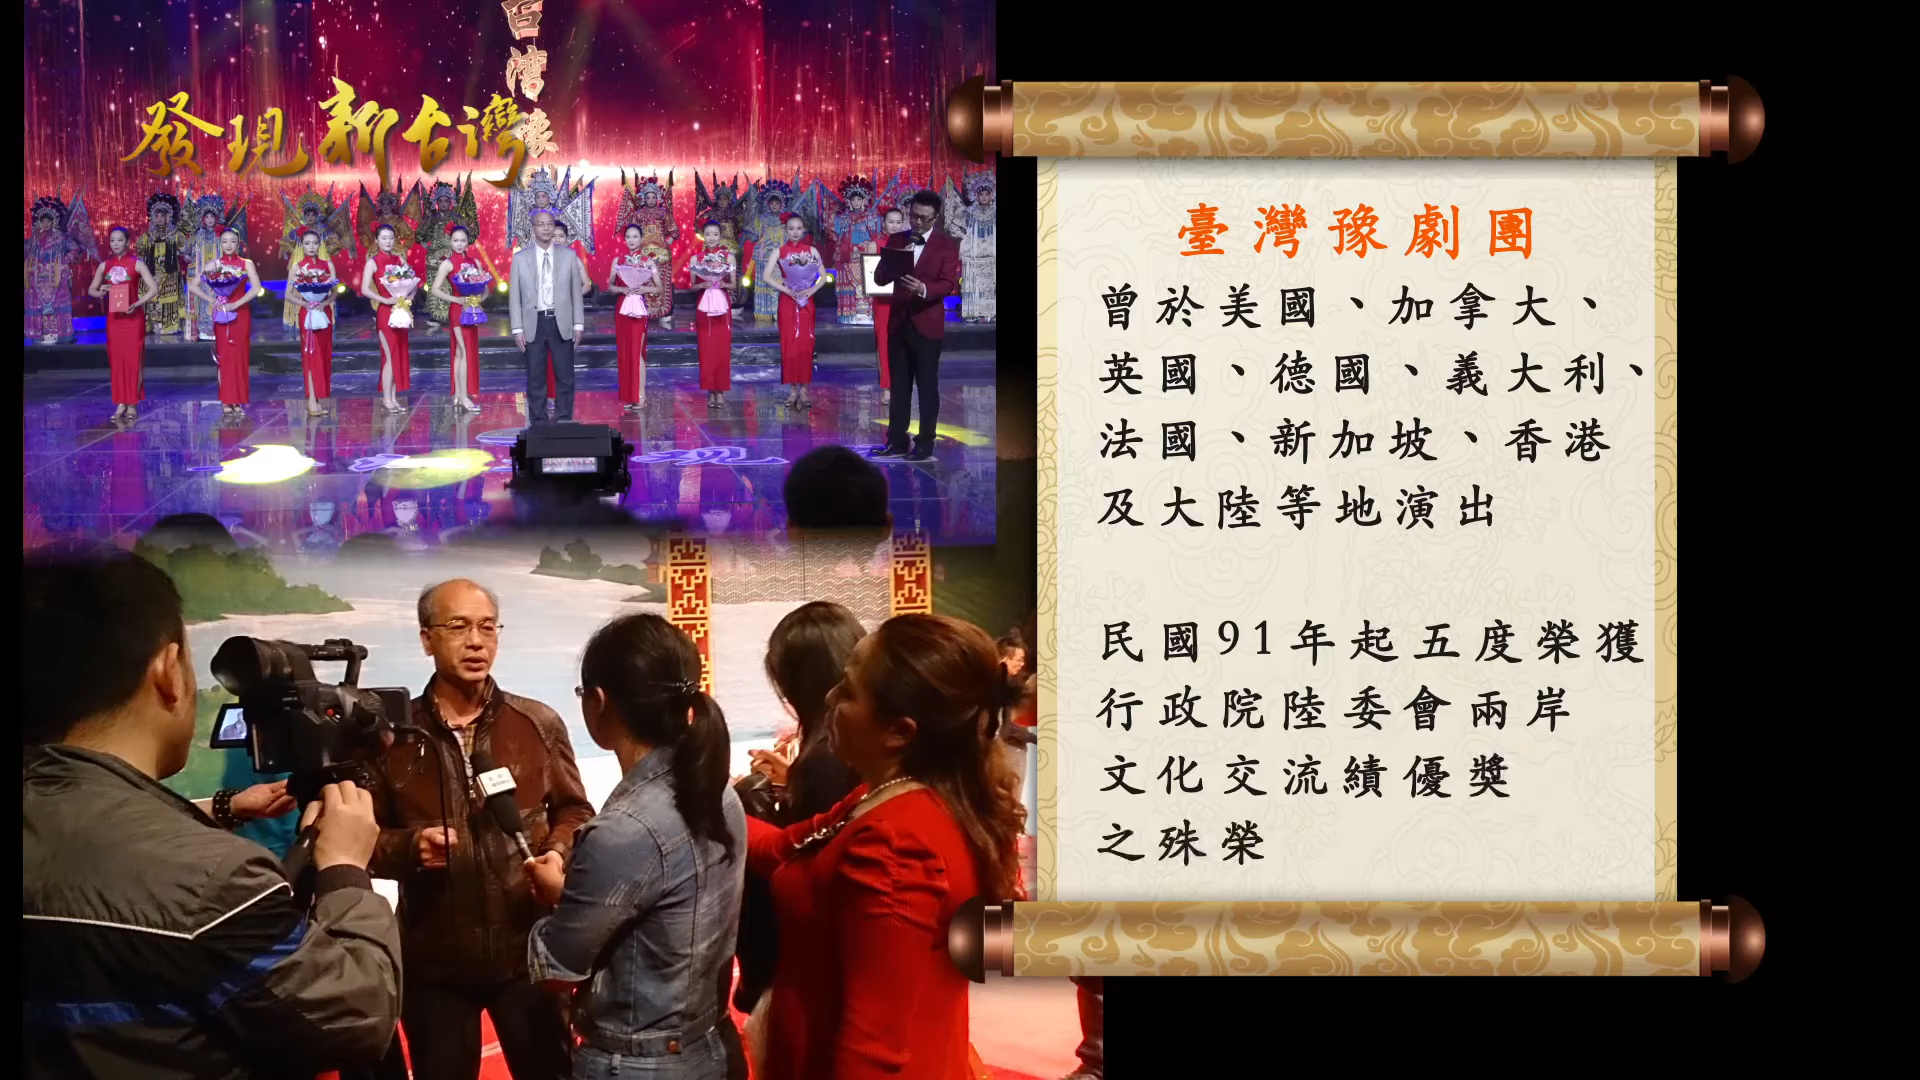 台
湾
豫
發現新台灣
臺灣豫劇團
曾於美國、加拿大、
英國、德國、義大利、
法國、新加坡、香港
及大陸等地演出
民國91年起五度榮獲
行政院陸委會兩岸
文化交流績優獎
之殊榮